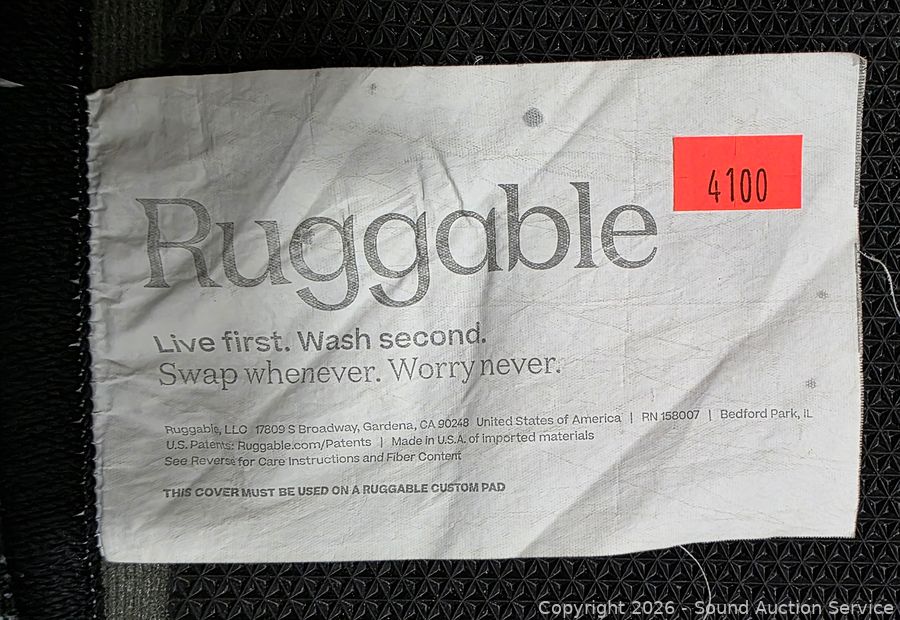 4100
Ruggable
Live first. Wash second.
Swap whenever. Worry never.
Ruggable, LLC 17809 S Broadway, Gardena, CA 90248 United States of America | RN 158007 | Bedford Park, IL
U.S. Patents: Ruggable.com/Patents | Made in U.S.A. of imported materials
See Reverse for Care Instructions and Fiber Content
THIS COVER MUST BE USED ON A RUGGABLE CUSTOM PAD
Copyright 2026 - Sound Auction Service